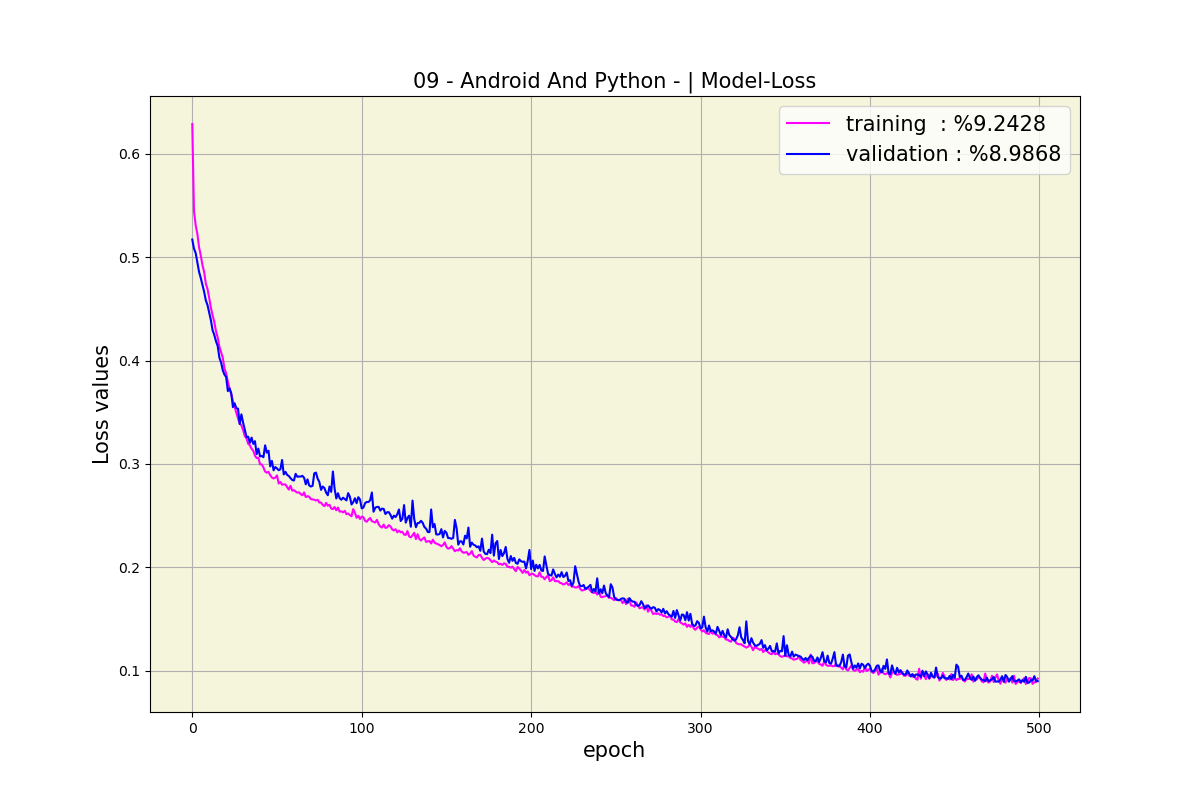 09 - Android And Python - | Model-Loss
training  : %9.2428
validation : %8.9868
0.6
0.5
0.4
0.3
0.2
0.1
Loss values
0 100 200 300 400 500
epoch